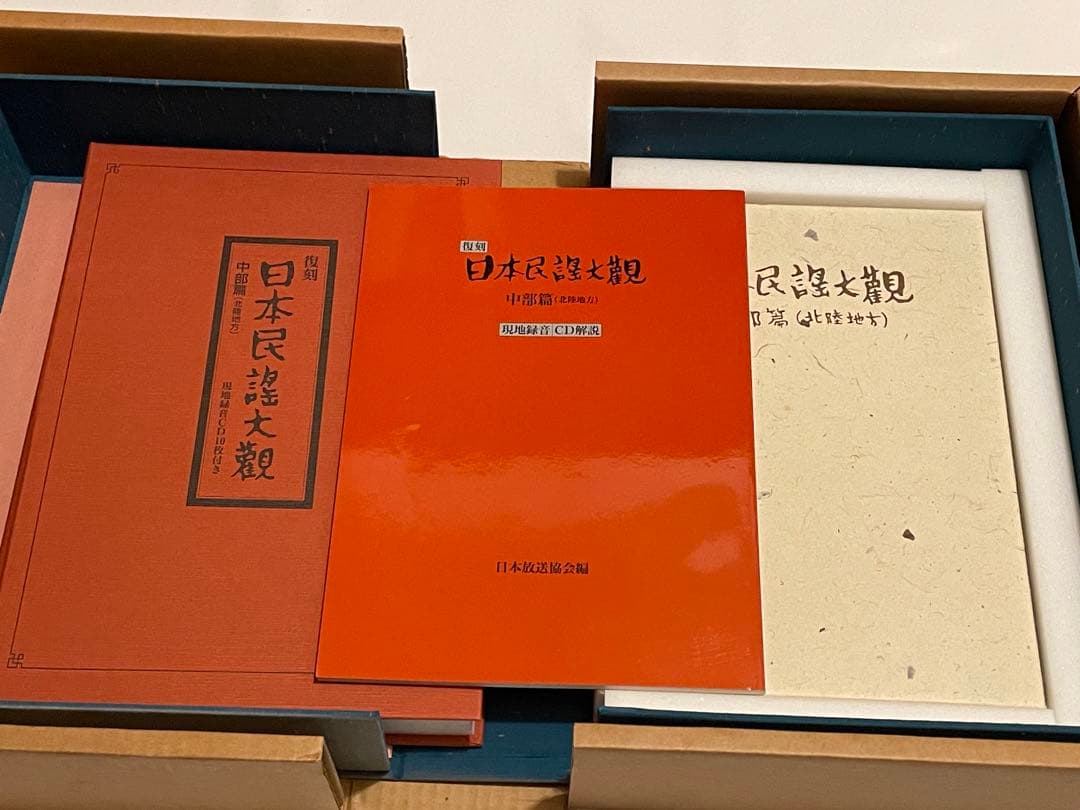 復刻
日本民謡大觀
中部篇(北陸地方)
現地録音CD10枚付き
復刻
日本民謡大觀
中部篇(北陸地方)
現地録音 CD解説
日本放送協会編
民謡大觀
篇(北陸地方)